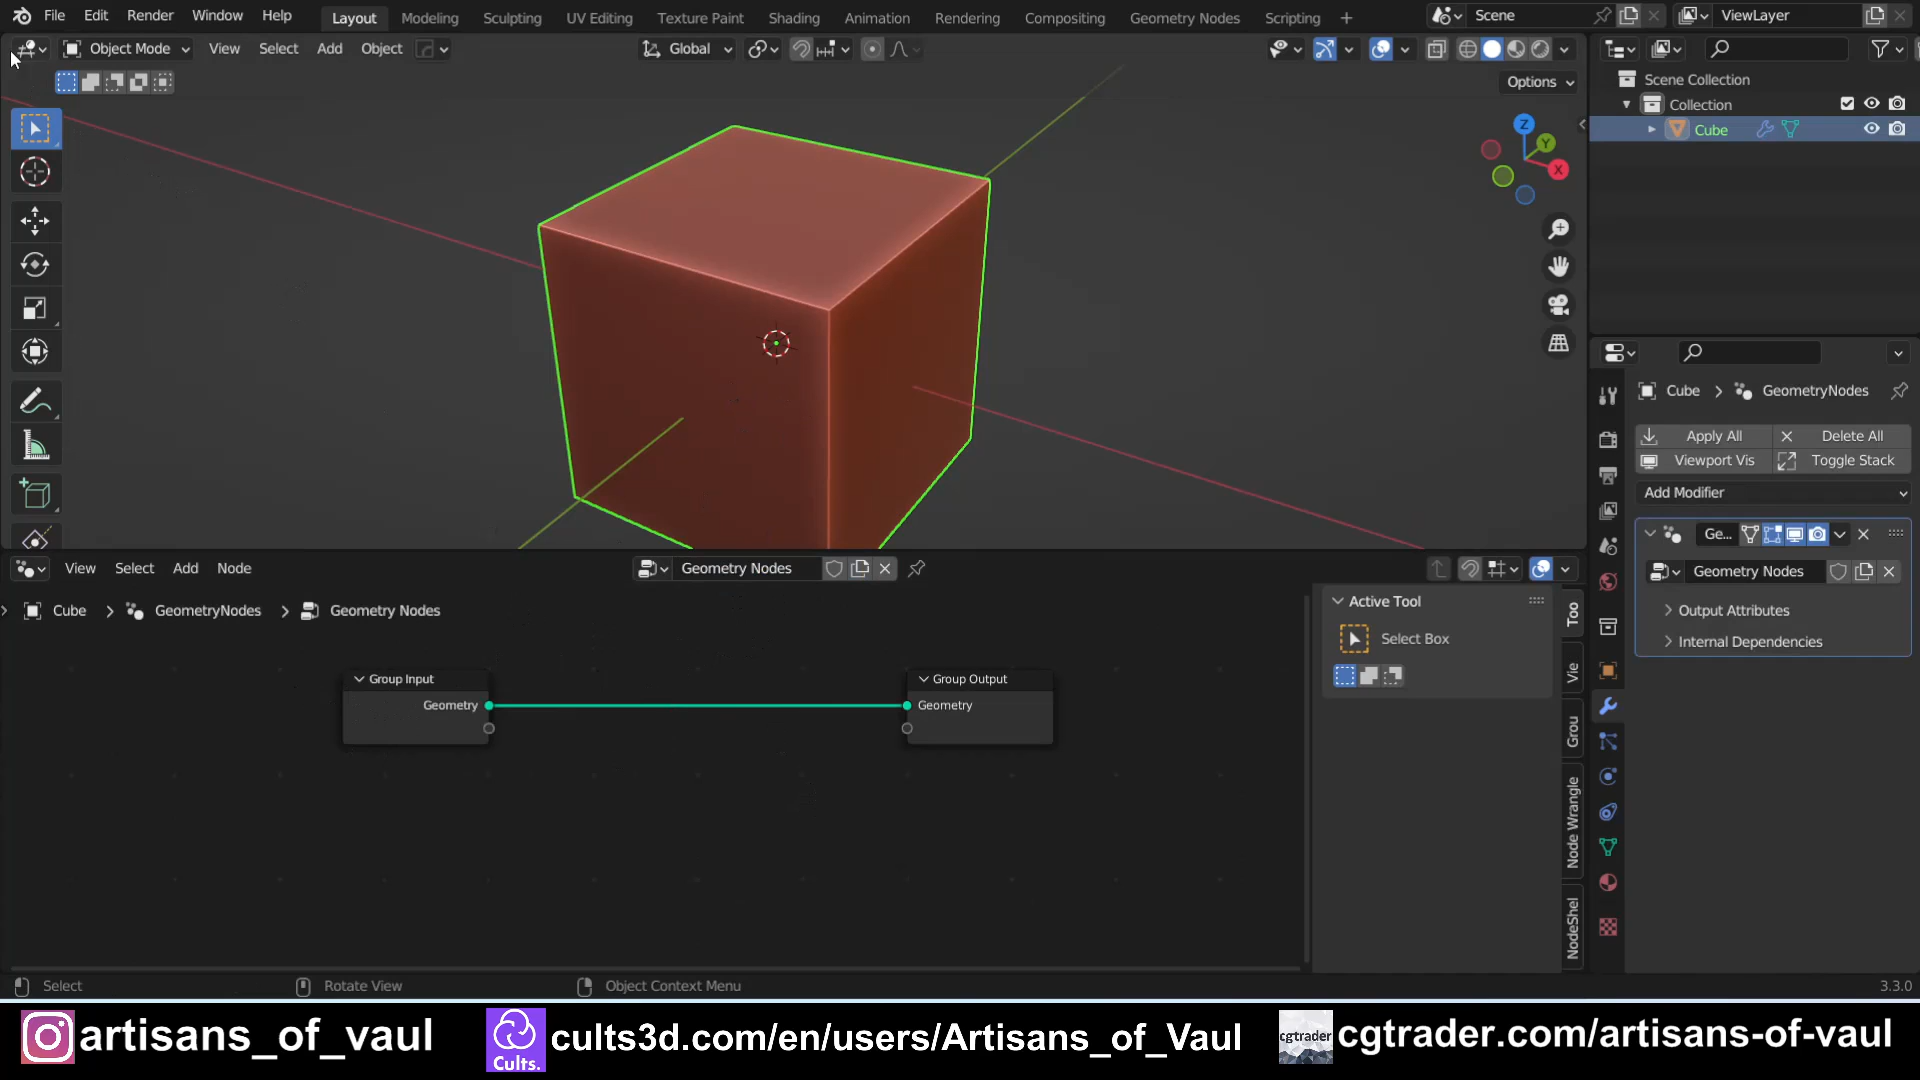 File Edit Render Window Help Layout Modeling Sculpting UV Editing Texture Paint Shading Animation Rendering Compositing Geometry Nodes Scripting + Scene ViewLayer
Object Mode View Select Add Object Global
Options
Scene Collection
Collection
Cube
Z
Y
X
Cube > GeometryNodes
Apply All Delete All
Viewport Vis Toggle Stack
Add Modifier
Ge...
Geometry Nodes
Output Attributes
Internal Dependencies
View Select Add Node Geometry Nodes
Cube > GeometryNodes > Geometry Nodes
Group Input
Geometry
Group Output
Geometry
Active Tool
Select Box
Too
Vie
Grou
Node Wrangle
NodeShel
Select Rotate View Object Context Menu 3.3.0
artisans_of_vaul
Cults.
cults3d.com/en/users/Artisans_of_Vaul
cgtrader
cgtrader.com/artisans-of-vaul